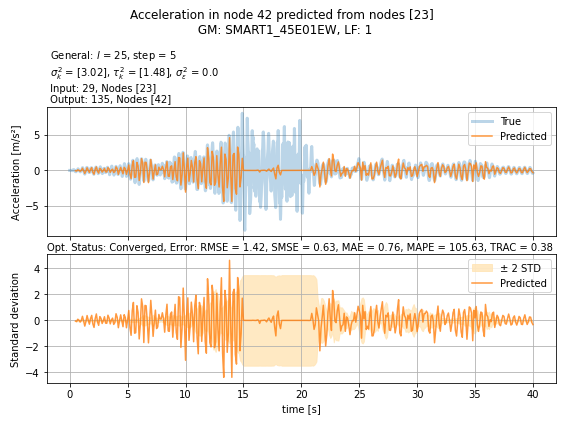 Acceleration in node 42 predicted from nodes [23]
GM: SMART1_45E01EW, LF: 1
General: l = 25, step = 5
σ²_k = [3.02], τ²_k = [1.48], σ²_ε = 0.0
Input: 29, Nodes [23]
Output: 135, Nodes [42]
Acceleration [m/s²]
5
0
−5
True
Predicted
Opt. Status: Converged, Error: RMSE = 1.42, SMSE = 0.63, MAE = 0.76, MAPE = 105.63, TRAC = 0.38
Standard deviation
4
2
0
−2
−4
± 2 STD
Predicted
0 5 10 15 20 25 30 35 40
time [s]